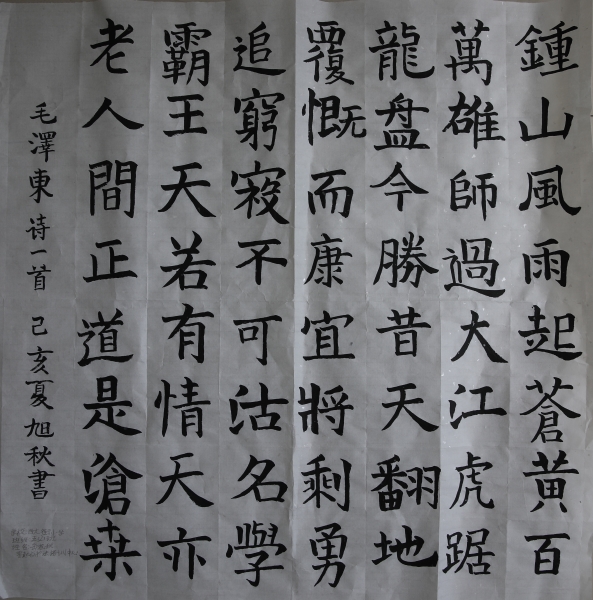 鍾山風雨起蒼黃百
萬雄師過大江虎踞
龍盘今勝昔天翻地
覆慨而康宜將剩勇
追窮寇不可沽名學
霸王天若有情天亦
老人間正道是滄桒
毛澤東诗一首 己亥夏旭秋書